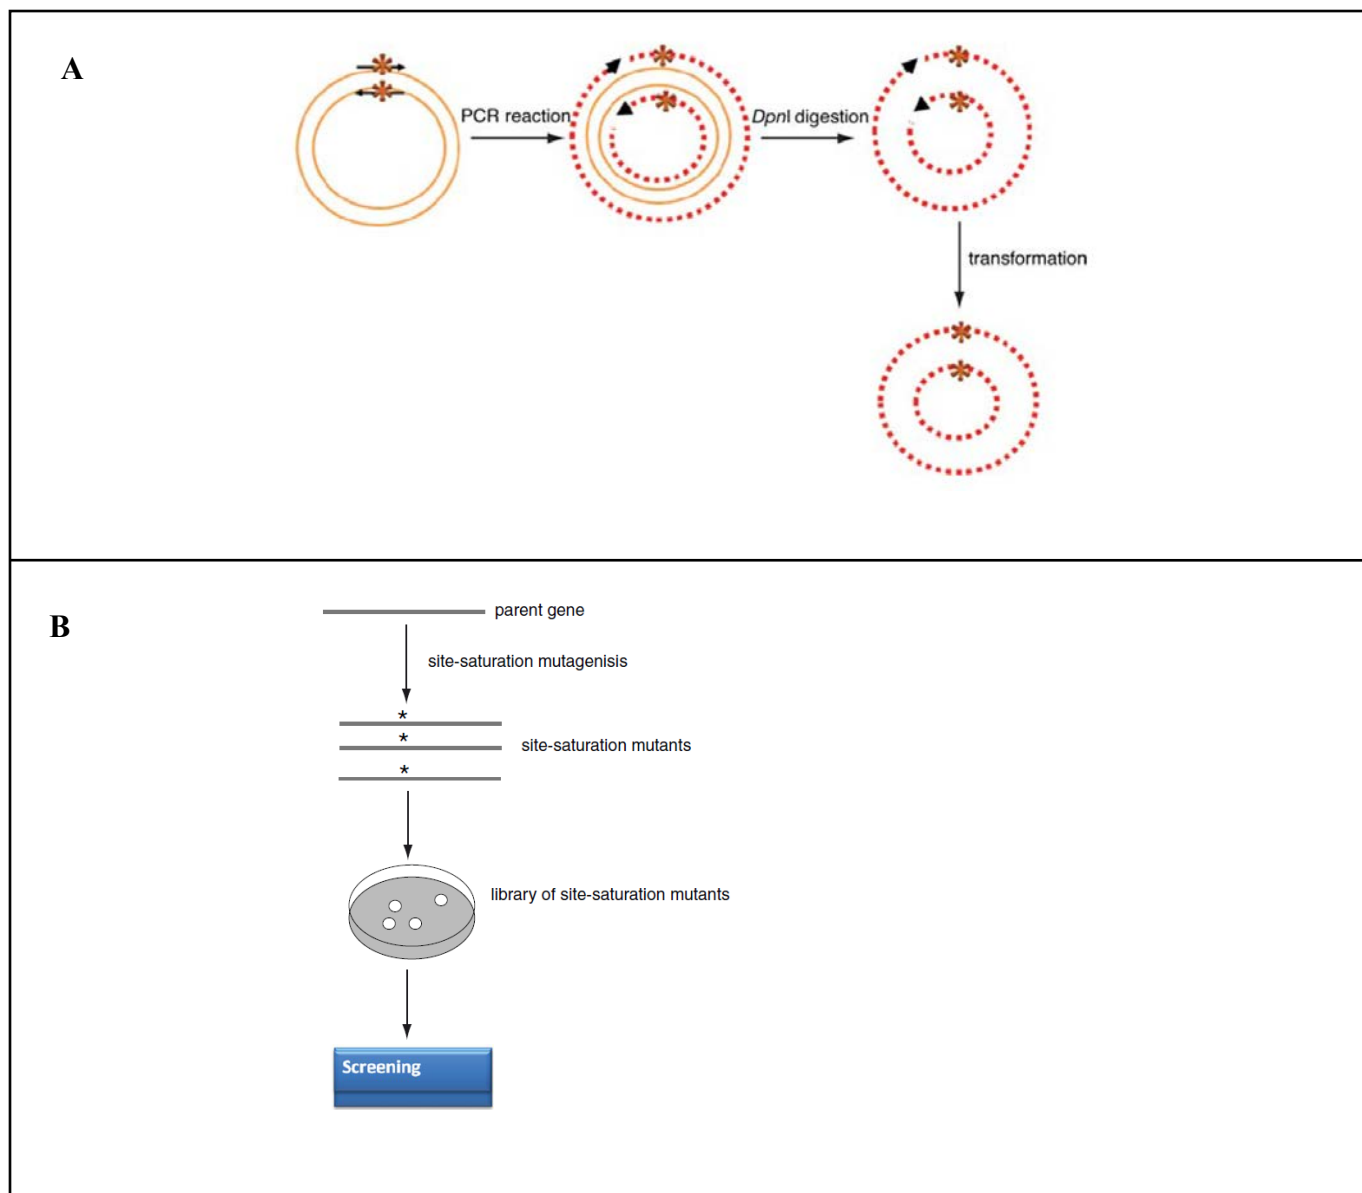 A
PCR reaction
DpnI digestion
transformation
B
parent gene
site-saturation mutagenisis
*
*
site-saturation mutants
*
library of site-saturation mutants
Screening